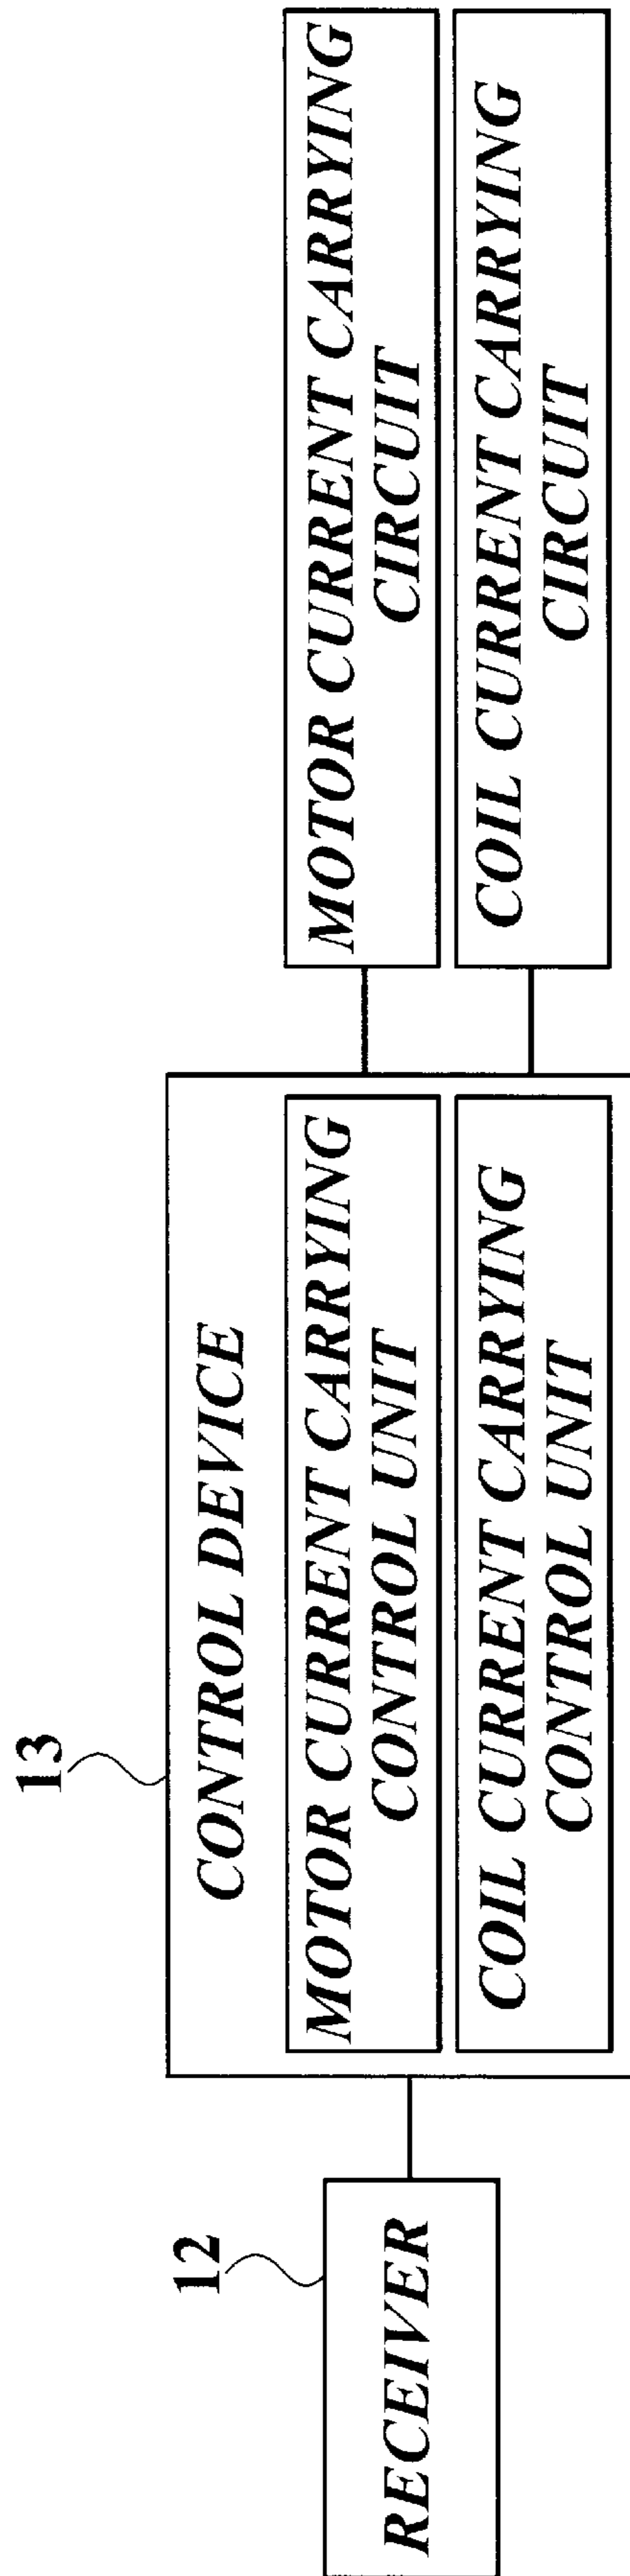 12
RECEIVER
13
CONTROL DEVICE
MOTOR CURRENT CARRYING
CONTROL UNIT
COIL CURRENT CARRYING
CONTROL UNIT
MOTOR CURRENT CARRYING
CIRCUIT
COIL CURRENT CARRYING
CIRCUIT